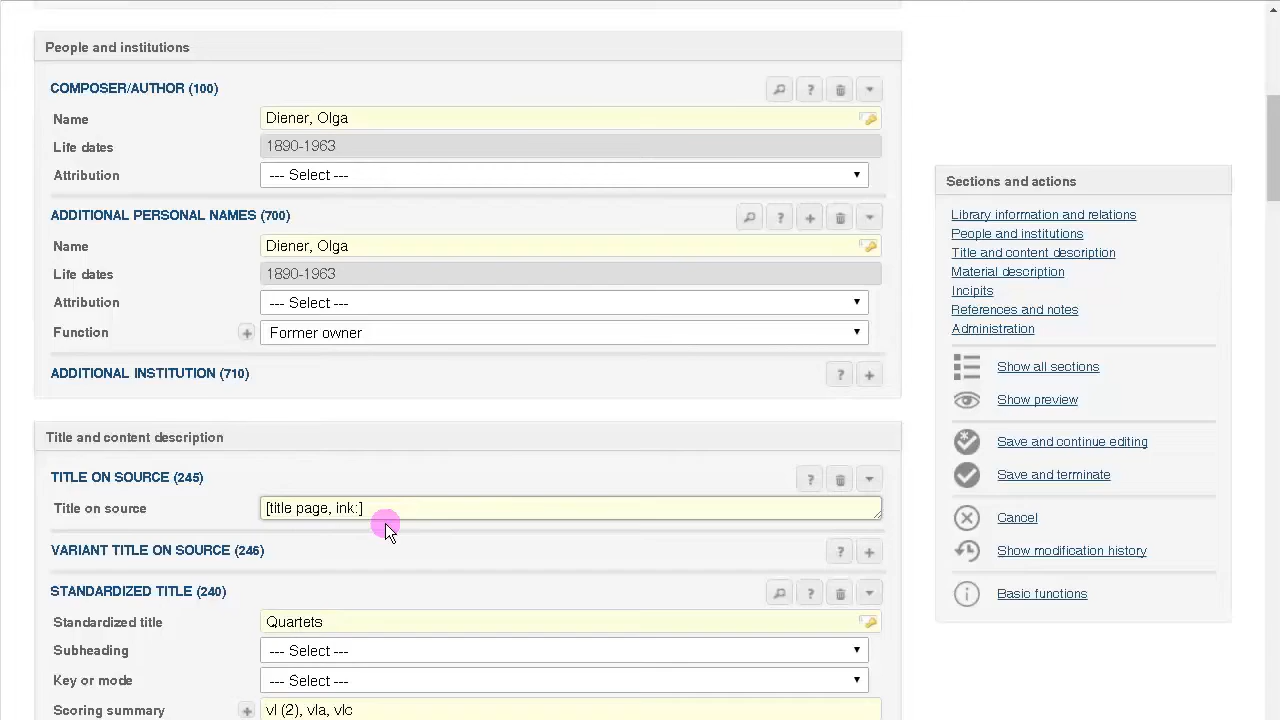 People and institutions
COMPOSER/AUTHOR (100)
?
Name
Diener, Olga
Life dates
1890-1963
Attribution
--- Select ---
ADDITIONAL PERSONAL NAMES (700)
? +
Name
Diener, Olga
Life dates
1890-1963
Attribution
--- Select ---
Function
+
Former owner
ADDITIONAL INSTITUTION (710)
? +
Title and content description
TITLE ON SOURCE (245)
?
Title on source
[title page, ink:]
VARIANT TITLE ON SOURCE (246)
? +
STANDARDIZED TITLE (240)
?
Standardized title
Quartets
Subheading
--- Select ---
Key or mode
--- Select ---
Scoring summary
+
vl (2), vla, vlc
Sections and actions
Library information and relations
People and institutions
Title and content description
Material description
Incipits
References and notes
Administration
Show all sections
Show preview
Save and continue editing
Save and terminate
Cancel
Show modification history
Basic functions